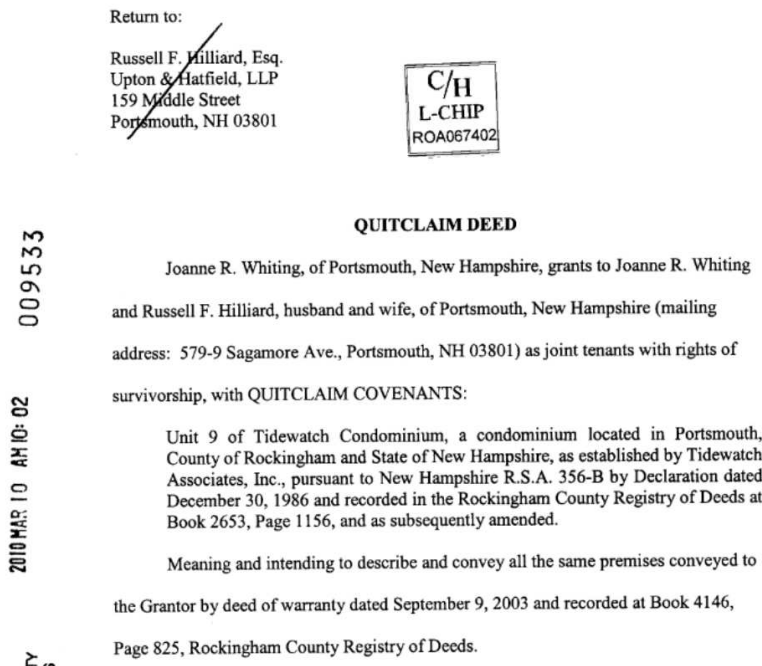 Return to:
Russell F. Hilliard, Esq.
Upton & Hatfield, LLP
159 Middle Street
Portsmouth, NH 03801
C/H
L-CHIP
ROA067402
QUITCLAIM DEED
Joanne R. Whiting, of Portsmouth, New Hampshire, grants to Joanne R. Whiting
and Russell F. Hilliard, husband and wife, of Portsmouth, New Hampshire (mailing
address: 579-9 Sagamore Ave., Portsmouth, NH 03801) as joint tenants with rights of
survivorship, with QUITCLAIM COVENANTS:
Unit 9 of Tidewatch Condominium, a condominium located in Portsmouth,
County of Rockingham and State of New Hampshire, as established by Tidewatch
Associates, Inc., pursuant to New Hampshire R.S.A. 356-B by Declaration dated
December 30, 1986 and recorded in the Rockingham County Registry of Deeds at
Book 2653, Page 1156, and as subsequently amended.
Meaning and intending to describe and convey all the same premises conveyed to
the Grantor by deed of warranty dated September 9, 2003 and recorded at Book 4146,
Page 825, Rockingham County Registry of Deeds.
009533
2010 MAR 10 AM 10: 02